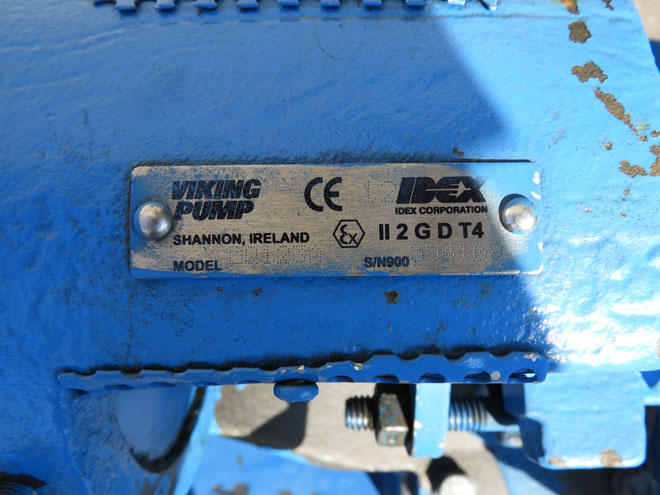 VIKING
PUMP
CE
IDEX
IDEX CORPORATION
SHANNON, IRELAND
Ex
II 2 G D T4
MODEL
S/N900